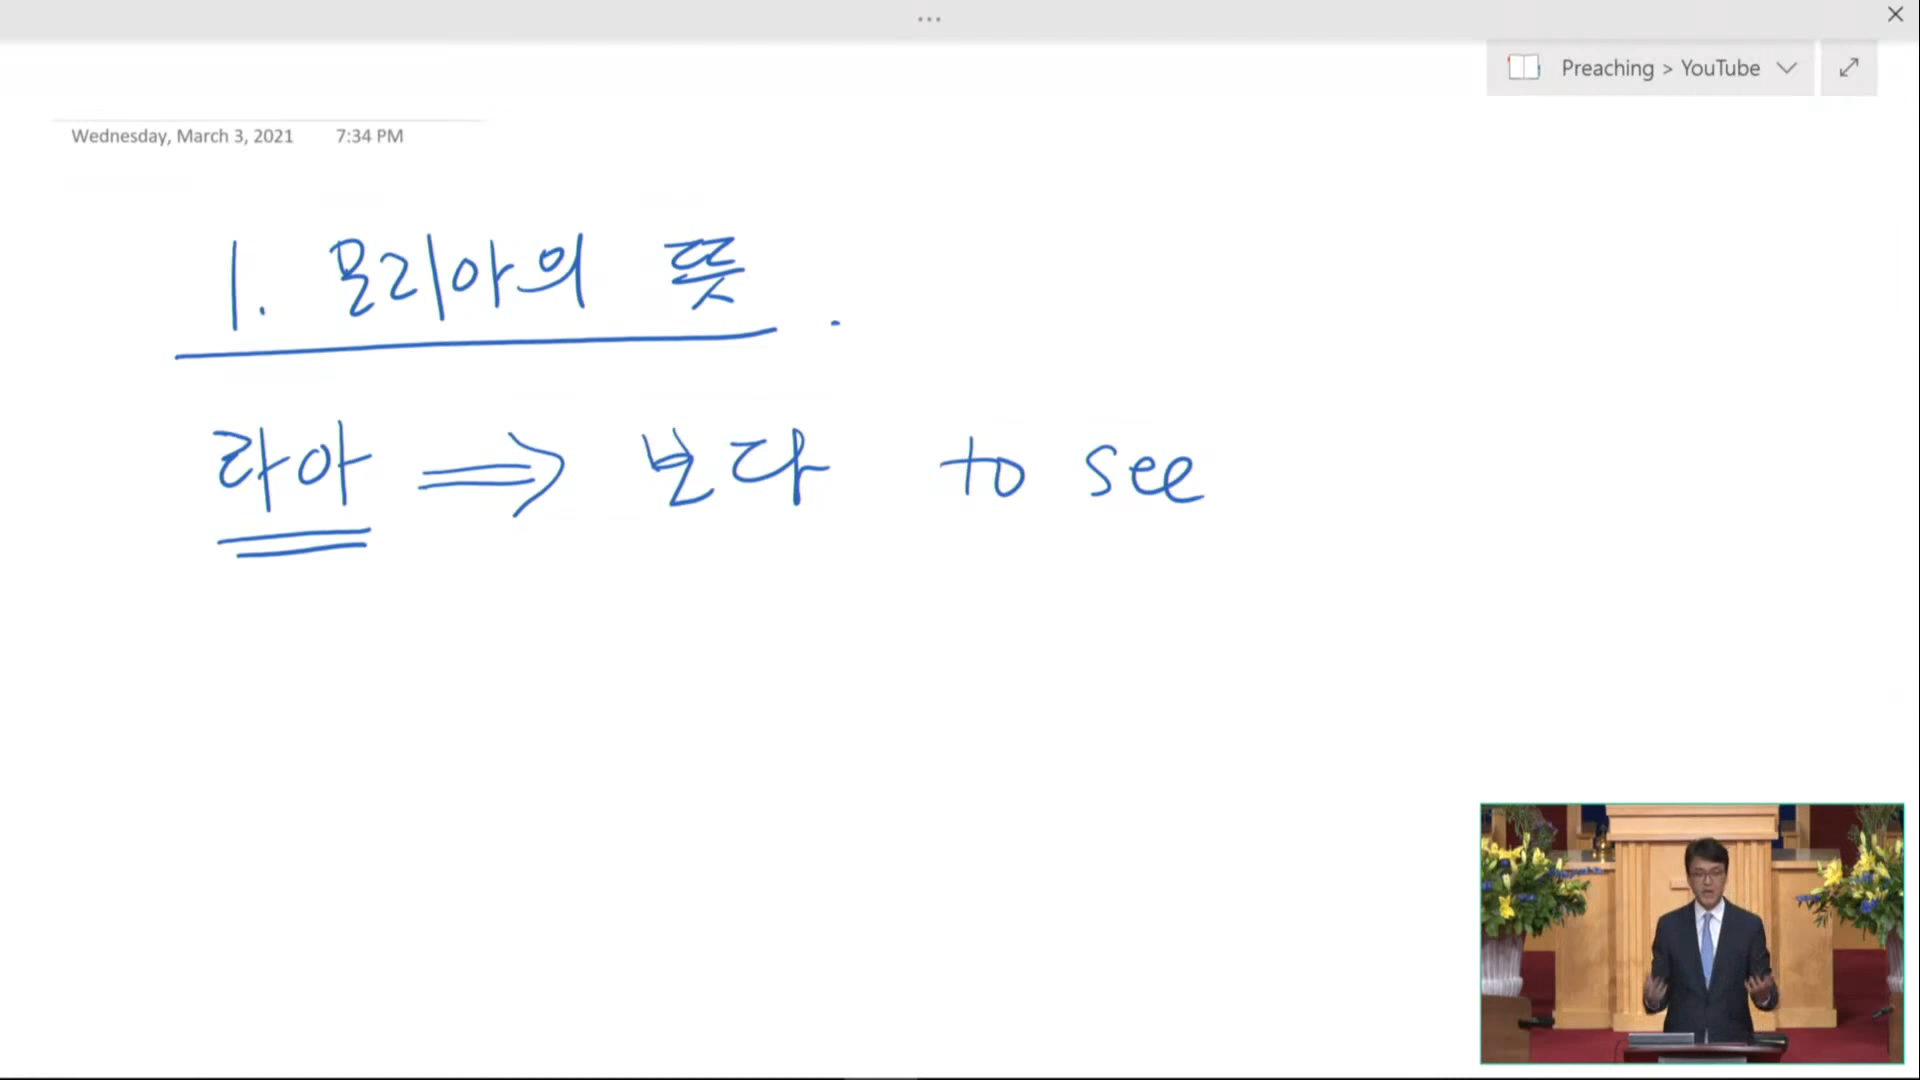 Preaching > YouTube
Wednesday, March 3, 2021 7:34 PM
1. 모리아의 뜻.
라아 ⇒ 보다 to see